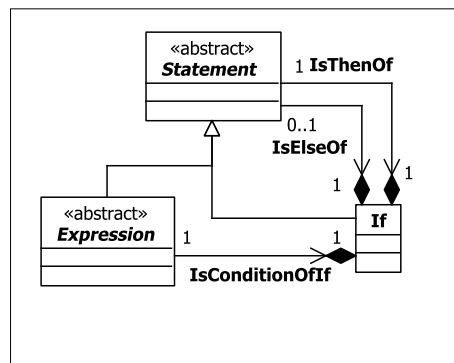 «abstract»
Statement
1 IsThenOf
0..1
IsElseOf
1
1
«abstract»
Expression
1
1
If
IsConditionOfIf